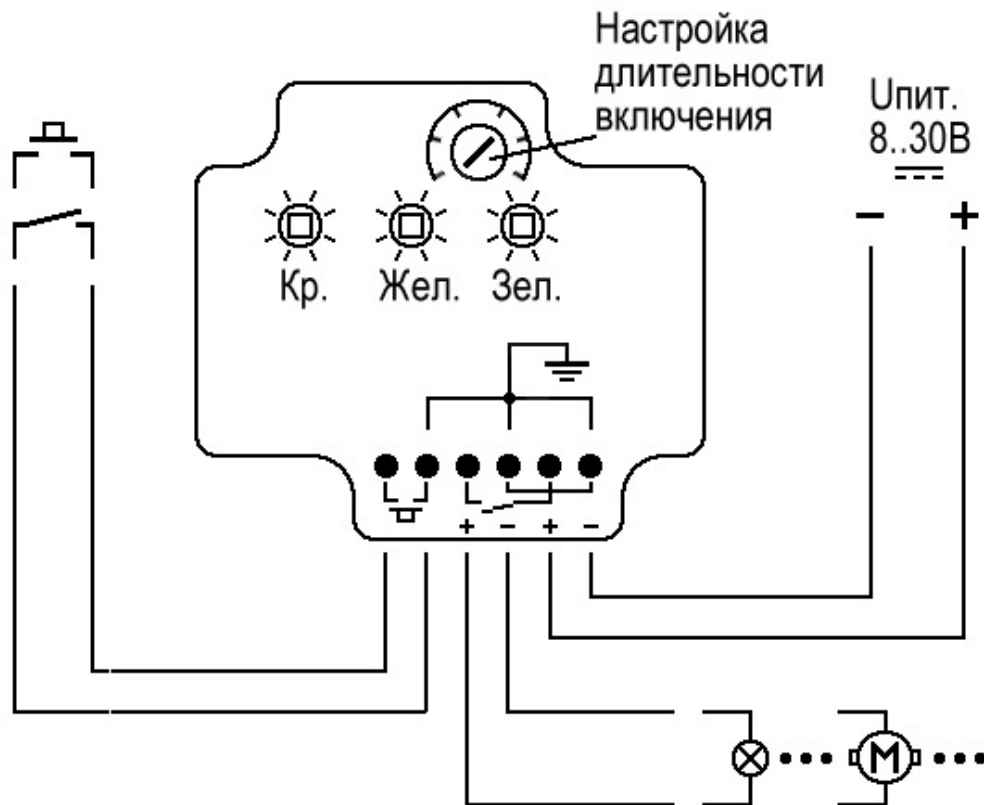 Настройка
длительности
включения
Uпит.
8..30В
− +
Кр. Жел. Зел.
+ − + −
М